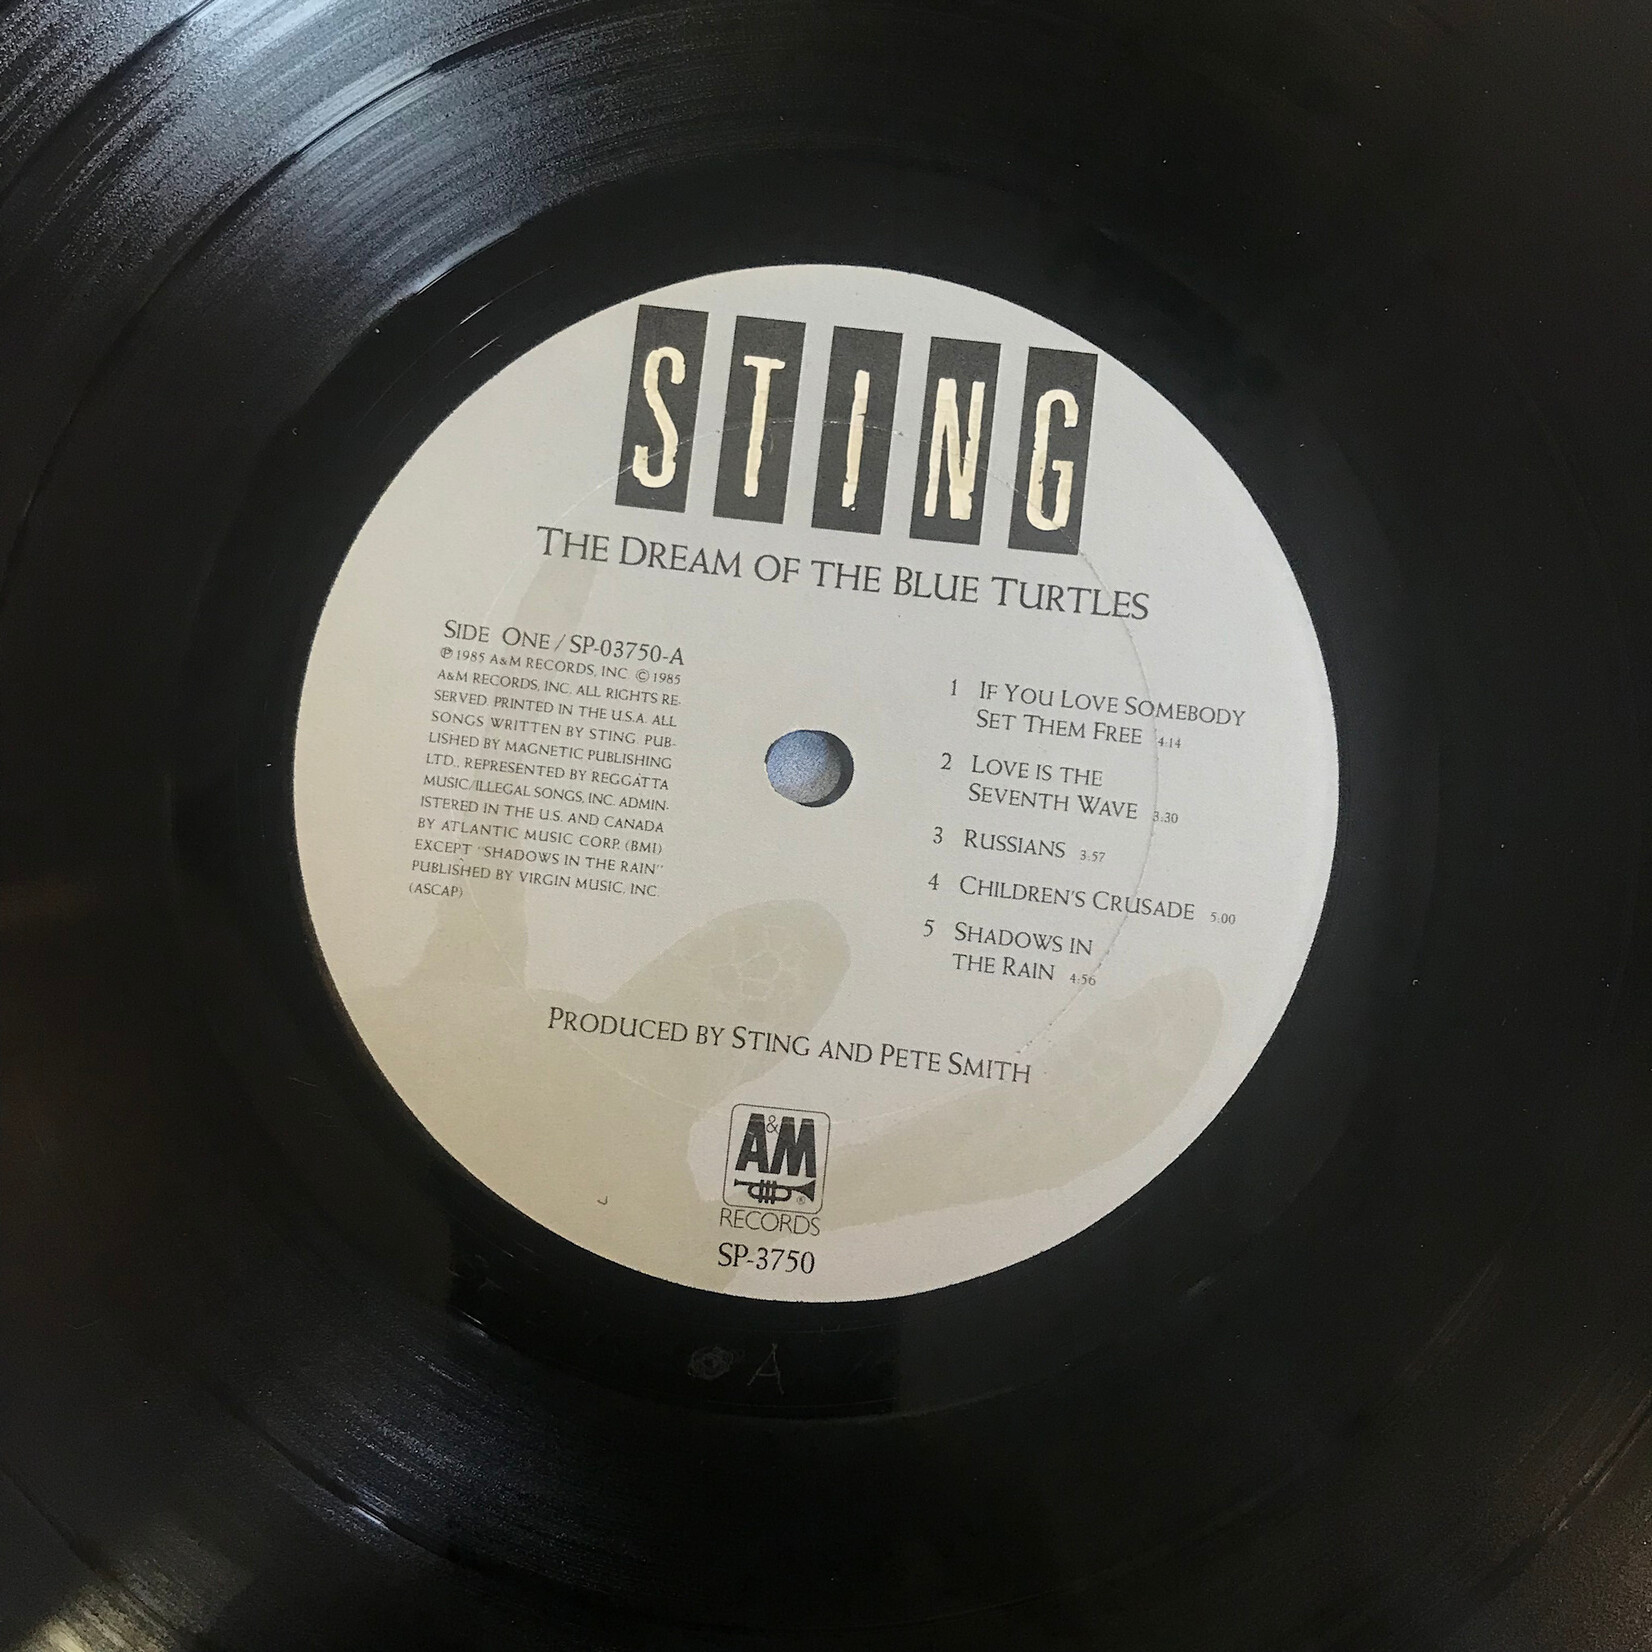 STING
THE DREAM OF THE BLUE TURTLES
SIDE ONE / SP-03750-A
℗ 1985 A&M RECORDS, INC © 1985
A&M RECORDS, INC. ALL RIGHTS RE-
SERVED. PRINTED IN THE U.S.A. ALL
SONGS WRITTEN BY STING. PUB-
LISHED BY MAGNETIC PUBLISHING
LTD., REPRESENTED BY REGGATTA
MUSIC/ILLEGAL SONGS, INC. ADMIN-
ISTERED IN THE U.S. AND CANADA
BY ATLANTIC MUSIC CORP. (BMI)
EXCEPT "SHADOWS IN THE RAIN"
PUBLISHED BY VIRGIN MUSIC, INC.
(ASCAP)
1 IF YOU LOVE SOMEBODY
SET THEM FREE 4:14
2 LOVE IS THE
SEVENTH WAVE 3:30
3 RUSSIANS 3:57
4 CHILDREN'S CRUSADE 5:00
5 SHADOWS IN
THE RAIN 4:56
PRODUCED BY STING AND PETE SMITH
A&M
®
RECORDS
SP-3750
A